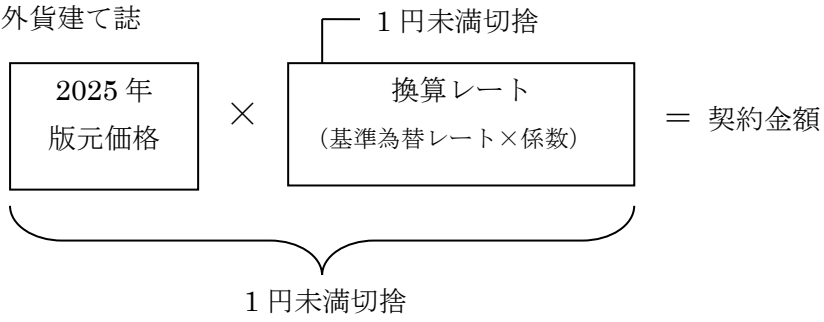 外貨建て誌
1円未満切捨
2025年
版元価格
×
換算レート
(基準為替レート×係数)
= 契約金額
1円未満切捨